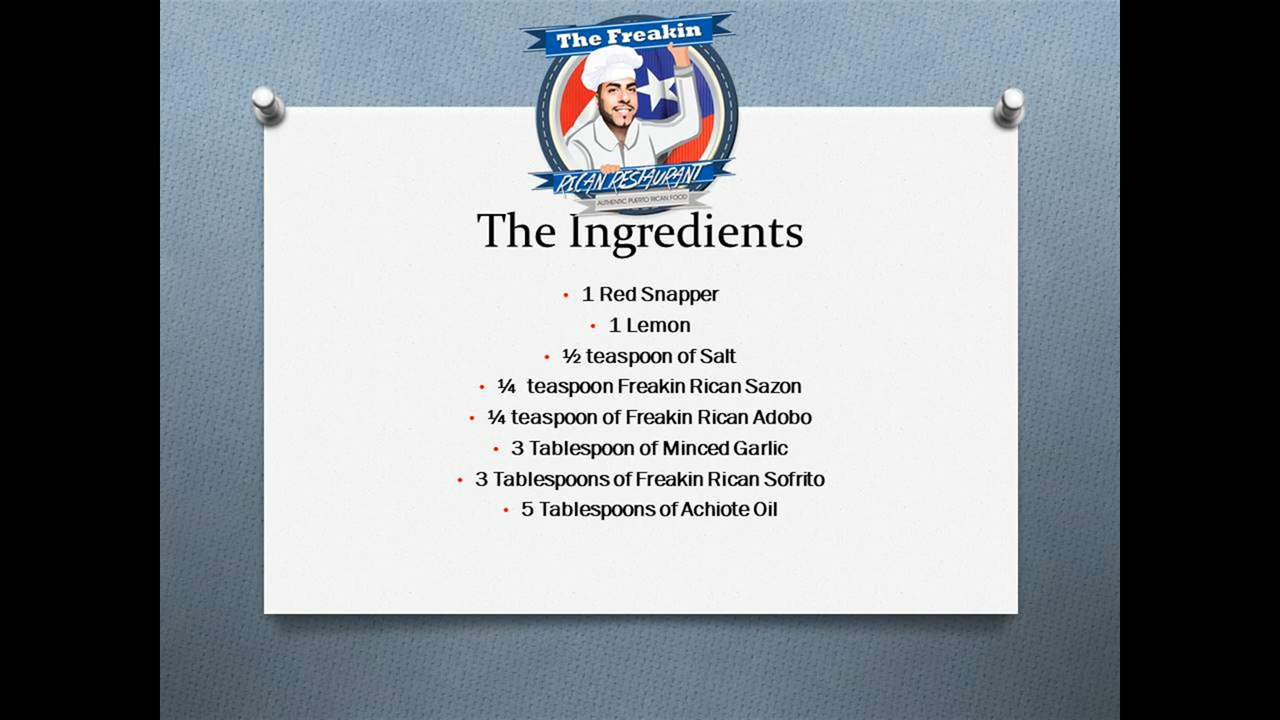 The Freakin
RICAN RESTAURANT
AUTHENTIC PUERTO RICAN FOOD
The Ingredients
• 1 Red Snapper
• 1 Lemon
• ½ teaspoon of Salt
• ¼ teaspoon Freakin Rican Sazon
• ¼ teaspoon of Freakin Rican Adobo
• 3 Tablespoon of Minced Garlic
• 3 Tablespoons of Freakin Rican Sofrito
• 5 Tablespoons of Achiote Oil